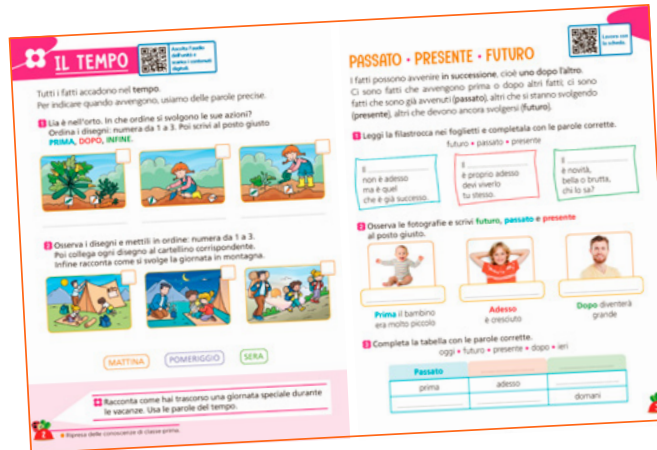 IL TEMPO
Ascolta l'audio
dell'unità e
scarica i contenuti
digitali.
Tutti i fatti accadono nel tempo.
Per indicare quando avvengono, usiamo delle parole precise.
1 Lia è nell'orto. In che ordine si svolgono le sue azioni?
Ordina i disegni: numera da 1 a 3. Poi scrivi al posto giusto
PRIMA, DOPO, INFINE.
2 Osserva i disegni e mettili in ordine: numera da 1 a 3.
Poi collega ogni disegno al cartellino corrispondente.
Infine racconta come si svolge la giornata in montagna.
MATTINA POMERIGGIO SERA
Racconta come hai trascorso una giornata speciale durante
le vacanze. Usa le parole del tempo.
2 Ripresa delle conoscenze di classe prima.
PASSATO • PRESENTE • FUTURO
Lavora con
la scheda.
I fatti possono avvenire in successione, cioè uno dopo l'altro.
Ci sono fatti che avvengono prima o dopo altri fatti, ci sono
fatti che sono già avvenuti (passato), altri che si stanno svolgendo
(presente), altri che devono ancora svolgersi (futuro).
1 Leggi la filastrocca nei foglietti e completala con le parole corrette.
futuro • passato • presente
Il
non è adesso
ma è quel
che è già successo.
Il
è proprio adesso
devi viverlo
tu stesso.
Il
è novità,
bella o brutta,
chi lo sa?
2 Osserva le fotografie e scrivi futuro, passato e presente
al posto giusto.
Prima il bambino
era molto piccolo
Adesso
è cresciuto
Dopo diventerà
grande
3 Completa la tabella con le parole corrette.
oggi • futuro • presente • dopo • ieri
Passato
prima adesso
domani